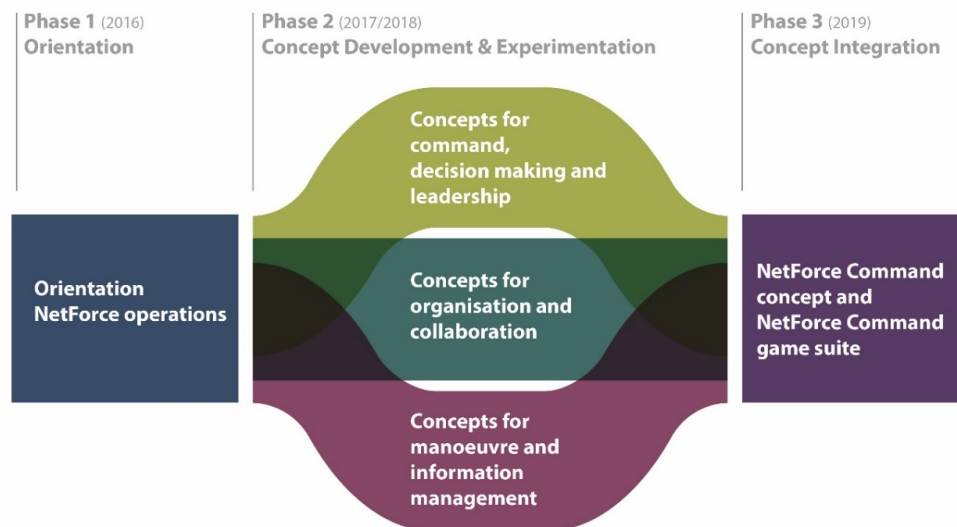 Phase 1 (2016)
Orientation
Phase 2 (2017/2018)
Concept Development & Experimentation
Phase 3 (2019)
Concept Integration
Concepts for
command,
decision making and
leadership
Orientation
NetForce operations
Concepts for
organisation and
collaboration
NetForce Command
concept and
NetForce Command
game suite
Concepts for
manoeuvre and
information
management